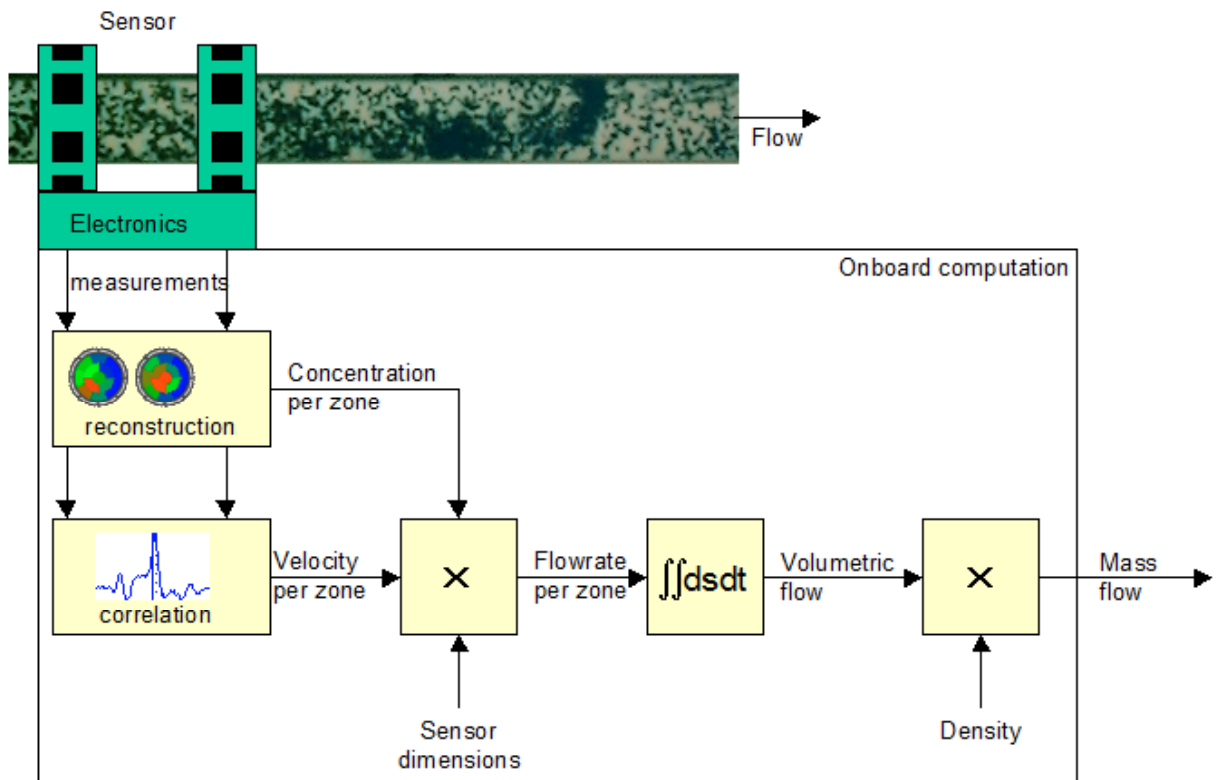 Sensor
Flow
Electronics
Onboard computation
measurements
Concentration
per zone
reconstruction
Velocity
per zone
×
Flowrate
per zone
∫∫dsdt
Volumetric
flow
×
Mass
flow
correlation
Sensor
dimensions
Density